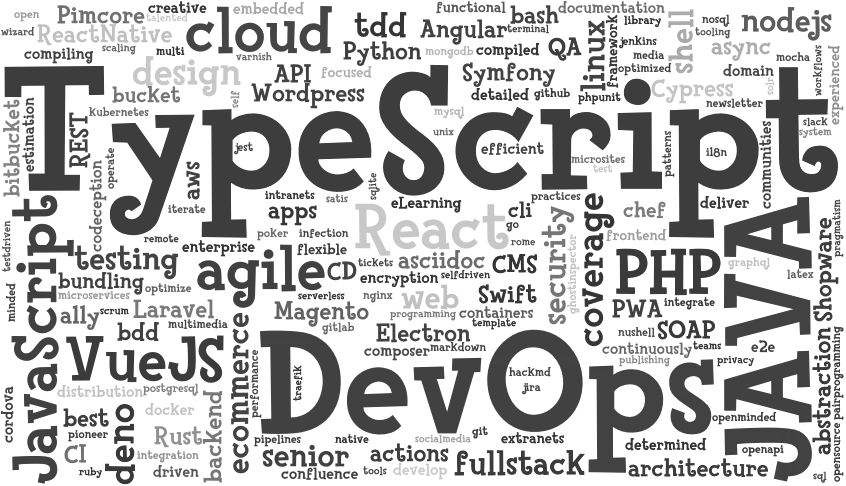 open
Pimcore
creative
talented
embedded
functional
bash
documentation
nosql
nodejs
wizard
ReactNative
scaling
multi
cloud
varnish
tdd
Angular
terminal
linux
framework
library
tooling
compiling
Python
mongodb
compiled
QA
jenkins
media
optimized
shell
async
mocha
workflows
experienced
design
API
focused
Symfony
domain
solr
bitbucket
estimation
bucket
self
Wordpress
detailed
github
phpunit
Cypress
newsletter
Kubernetes
REST
TypeScript
mysql
unix
slack
system
jest
efficient
microsites
test
patterns
i18n
communities
codeception
operate
aws
iterate
intranets
satis
sqlite
eLearning
practices
deliver
apps
React
cli
go
rome
coverage
chef
frontend
pragmatism
remote
enterprise
poker
infection
flexible
security
ghostinspector
testdriven
JavaScript
testing
agile
CD
tickets
asciidoc
selfdriven
encryption
CMS
PHP
graphql
JAVA
latex
Shopware
bundling
optimize
microservices
serverless
nginx
web
Swift
PWA
integrate
minded
ally
scrum
Laravel
multimedia
Magento
gitlab
programming
containers
template
nushell
SOAP
bdd
Electron
continuously
teams
e2e
VueJS
ecommerce
performance
composer
markdown
publishing
privacy
abstraction
pairprogramming
opensource
DevOps
traefik
hacKmd
jira
distribution
postgresql
cordova
best
pioneer
deno
docker
Rust
backend
openminded
CI
integration
pipelines
native
socialmedia
git
extranets
determined
openapi
ruby
driven
senior
confluence
actions
tools
develop
fullstack
architecture
sql